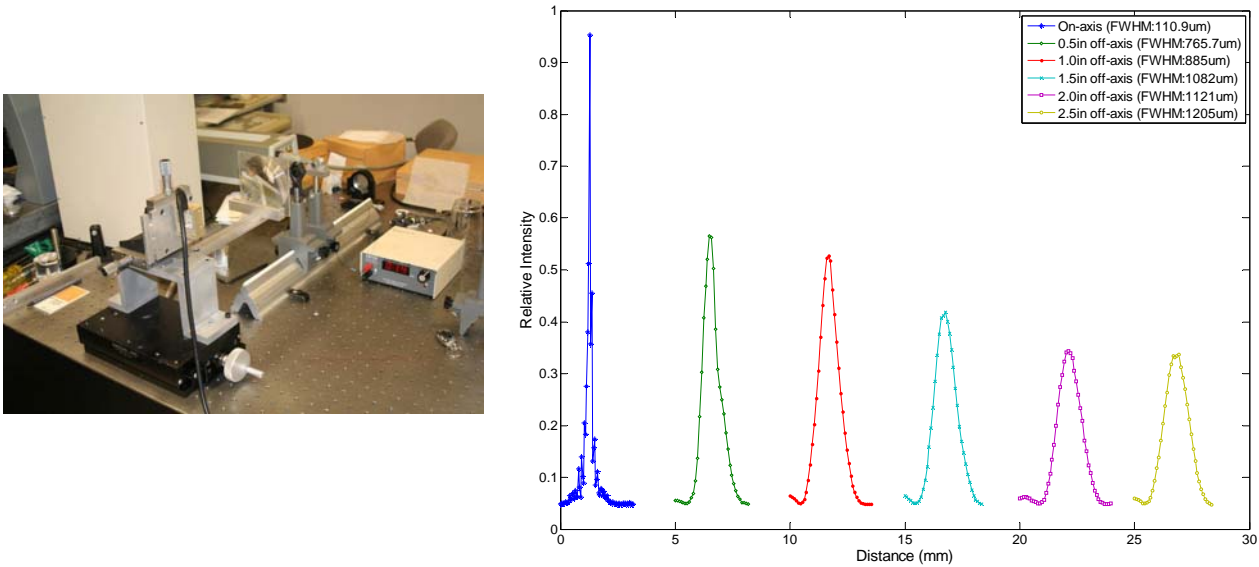 On-axis (FWHM:110.9um)
0.5in off-axis (FWHM:765.7um)
1.0in off-axis (FWHM:885um)
1.5in off-axis (FWHM:1082um)
2.0in off-axis (FWHM:1121um)
2.5in off-axis (FWHM:1205um)
1
0.9
0.8
0.7
0.6
0.5
0.4
0.3
0.2
0.1
0
Relative Intensity
0 5 10 15 20 25 30
Distance (mm)